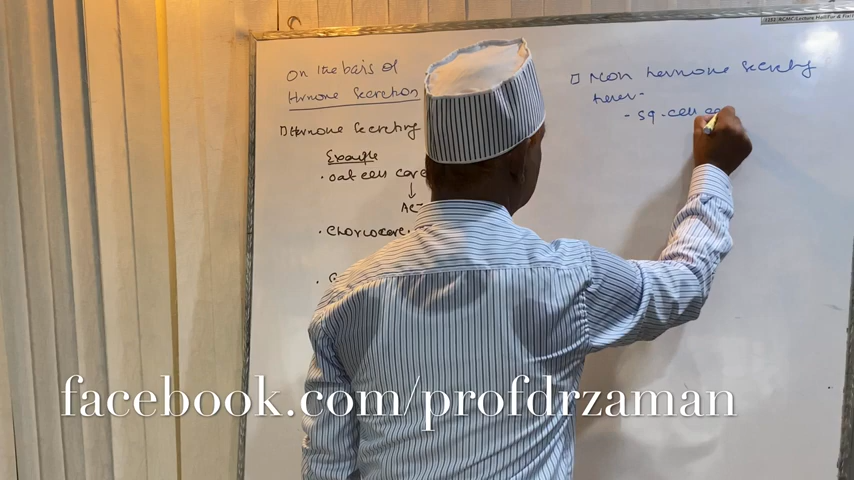 On the basis of
Hormone Secretion
□ Hormone Secreting
Example
• oat cell carc
↓
AC
• Choriocarc.
□ Non hormone secreting
- Sq. cell ca
facebook.com/profdrzaman